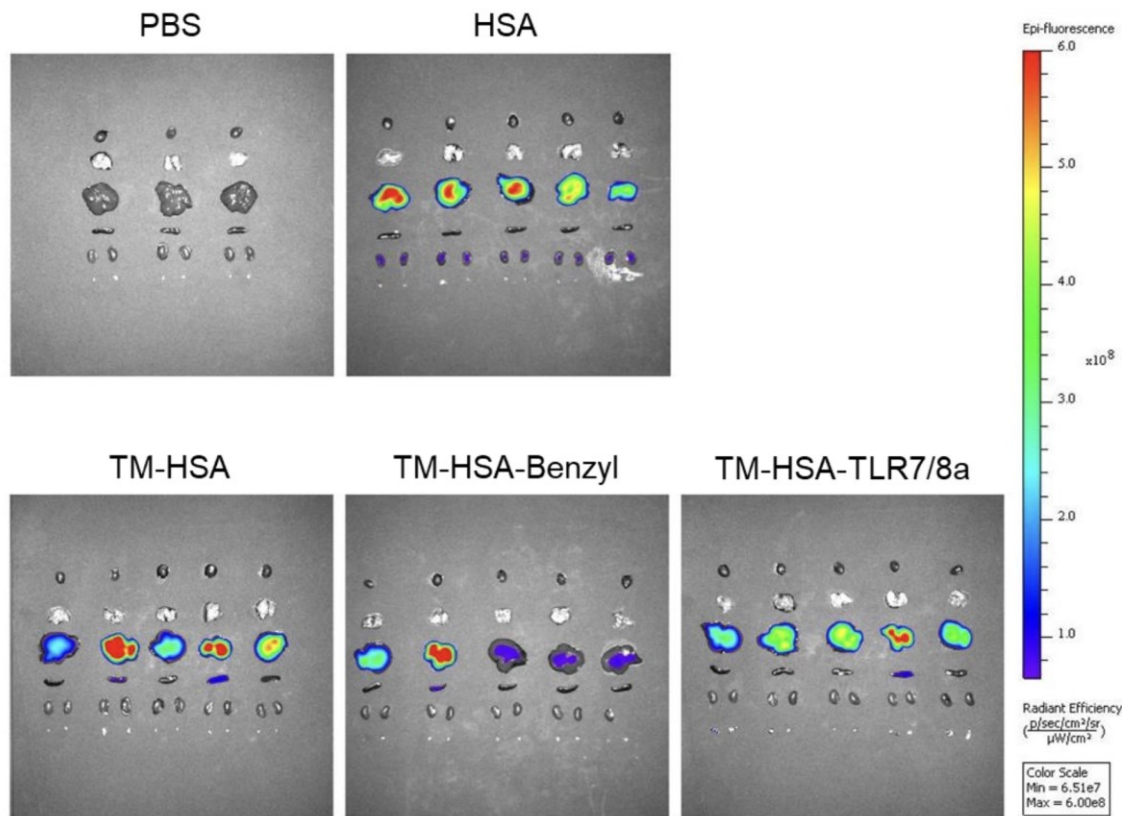 PBS
HSA
TM-HSA
TM-HSA-Benzyl
TM-HSA-TLR7/8a
Epi-fluorescence
6.0
5.0
4.0
x10⁸
3.0
2.0
1.0
Radiant Efficiency
(p/sec/cm²/sr
µW/cm²)
Color Scale
Min = 6.51e7
Max = 6.00e8